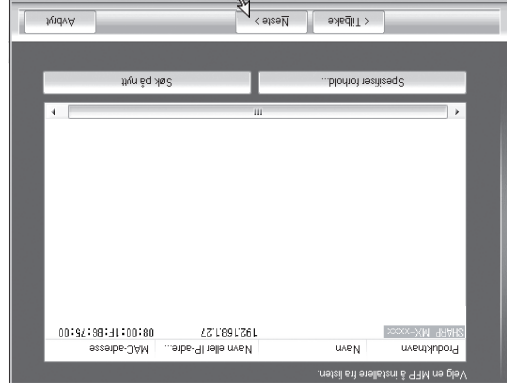 Velg en MFP å installere fra listen.
Produktnavn Navn Navn eller IP-adre... MAC-adresse
SHARP MX-xxxx 192.168.1.27 08:00:1F:B6:75:00
Spesifiser forhold... Søk på nytt
< Tilbake Neste > Avbryt